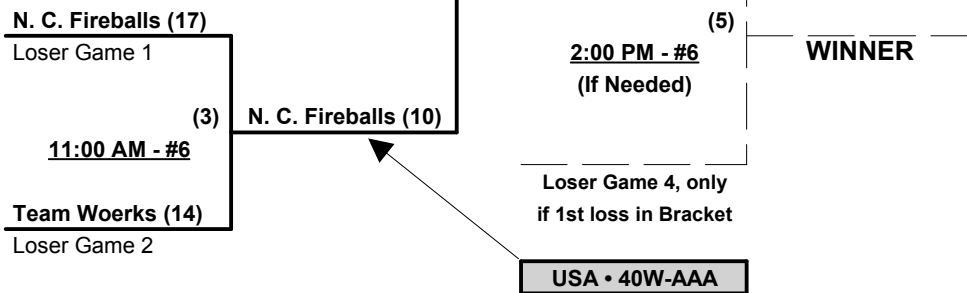 N. C. Fireballs (17)
Loser Game 1
(3)
11:00 AM - #6
Team Woerks (14)
Loser Game 2
N. C. Fireballs (10)
(5)
2:00 PM - #6
(If Needed)
WINNER
Loser Game 4, only
if 1st loss in Bracket
USA • 40W-AAA